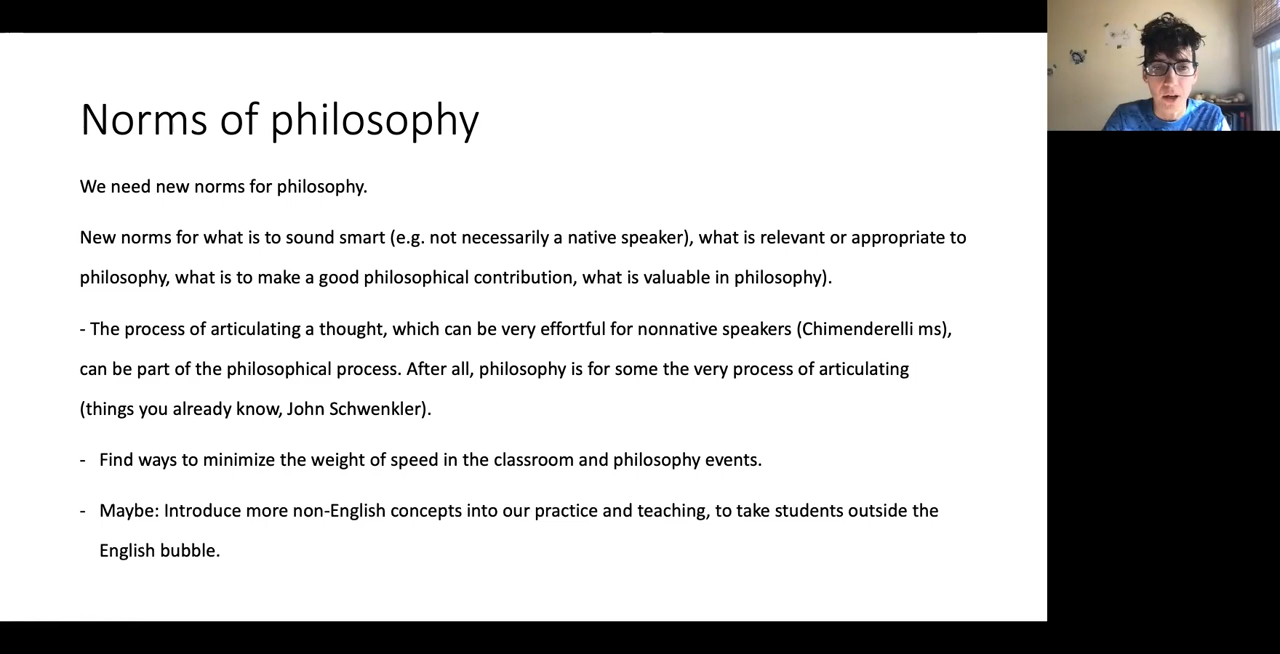 Norms of philosophy
We need new norms for philosophy.
New norms for what is to sound smart (e.g. not necessarily a native speaker), what is relevant or appropriate to
philosophy, what is to make a good philosophical contribution, what is valuable in philosophy).
- The process of articulating a thought, which can be very effortful for nonnative speakers (Chimenderelli ms),
can be part of the philosophical process. After all, philosophy is for some the very process of articulating
(things you already know, John Schwenkler).
- Find ways to minimize the weight of speed in the classroom and philosophy events.
- Maybe: Introduce more non-English concepts into our practice and teaching, to take students outside the
English bubble.